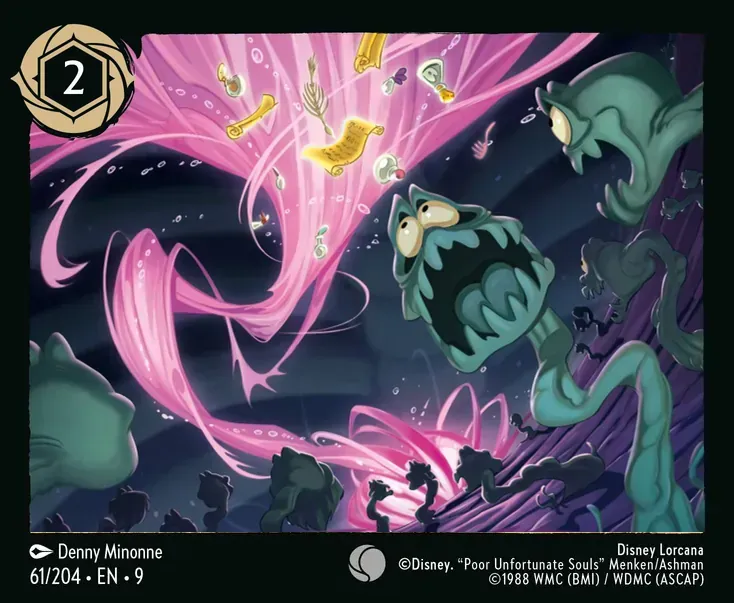 2
Denny Minonne
61/204 • EN • 9
Disney Lorcana
©Disney. “Poor Unfortunate Souls” Menken/Ashman
©1988 WMC (BMI) / WDMC (ASCAP)